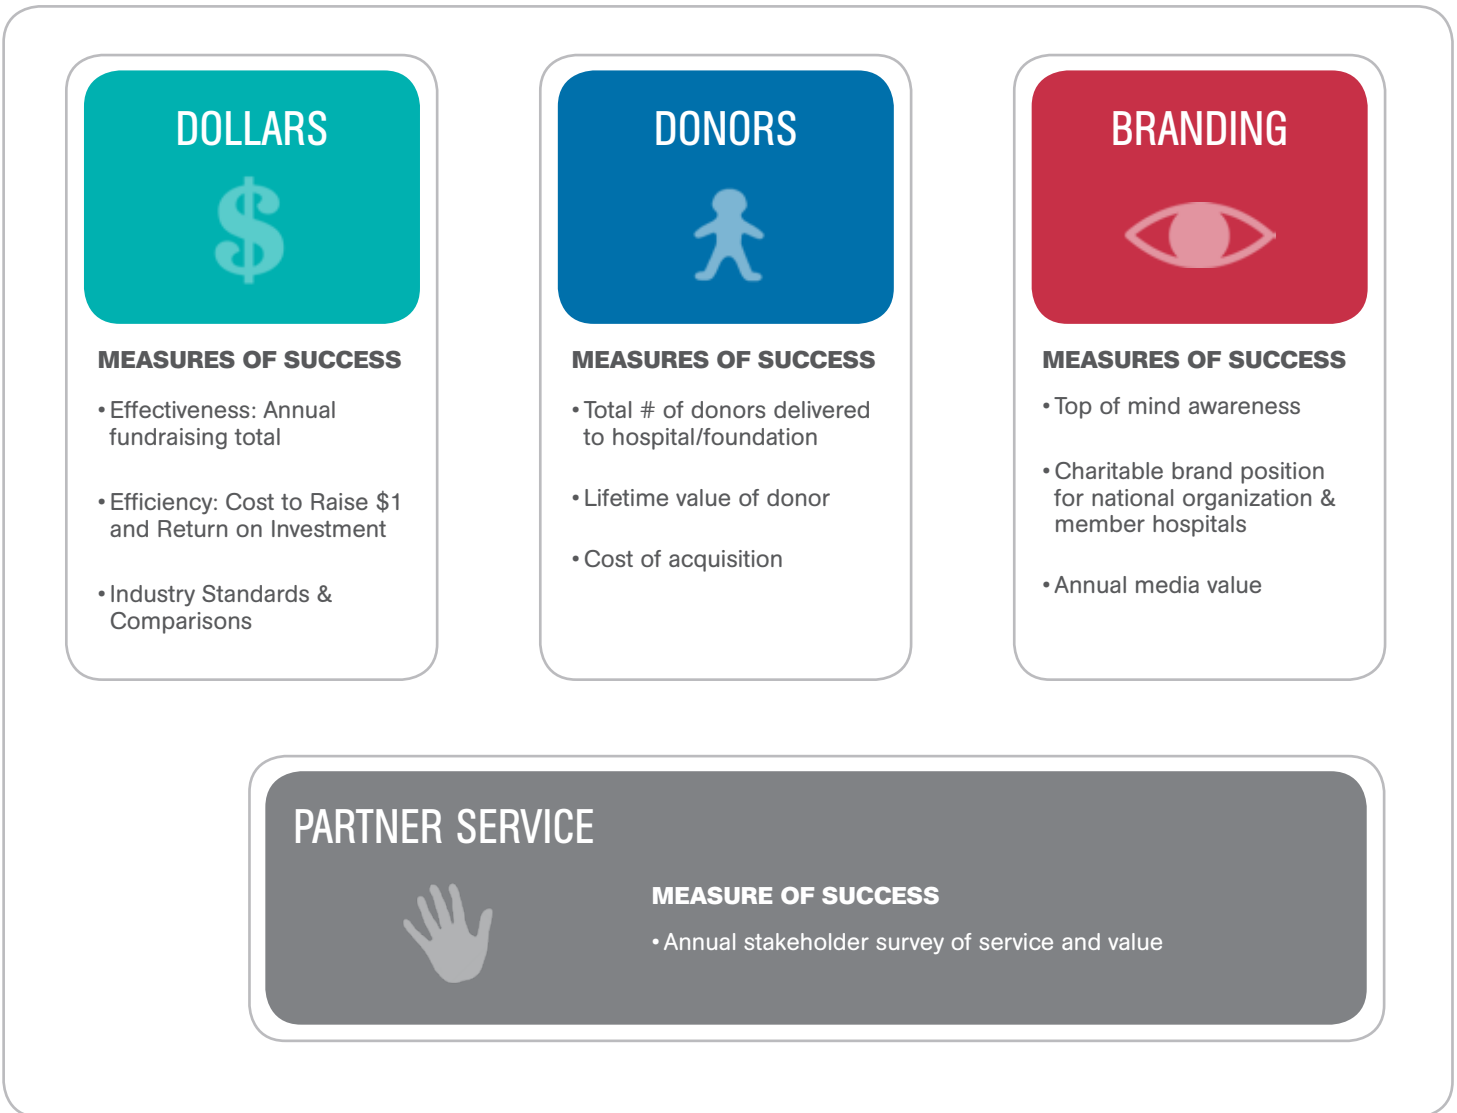 DOLLARS
MEASURES OF SUCCESS
• Effectiveness: Annual
fundraising total
• Efficiency: Cost to Raise $1
and Return on Investment
• Industry Standards &
Comparisons
DONORS
MEASURES OF SUCCESS
• Total # of donors delivered
to hospital/foundation
• Lifetime value of donor
• Cost of acquisition
BRANDING
MEASURES OF SUCCESS
• Top of mind awareness
• Charitable brand position
for national organization &
member hospitals
• Annual media value
PARTNER SERVICE
MEASURE OF SUCCESS
• Annual stakeholder survey of service and value